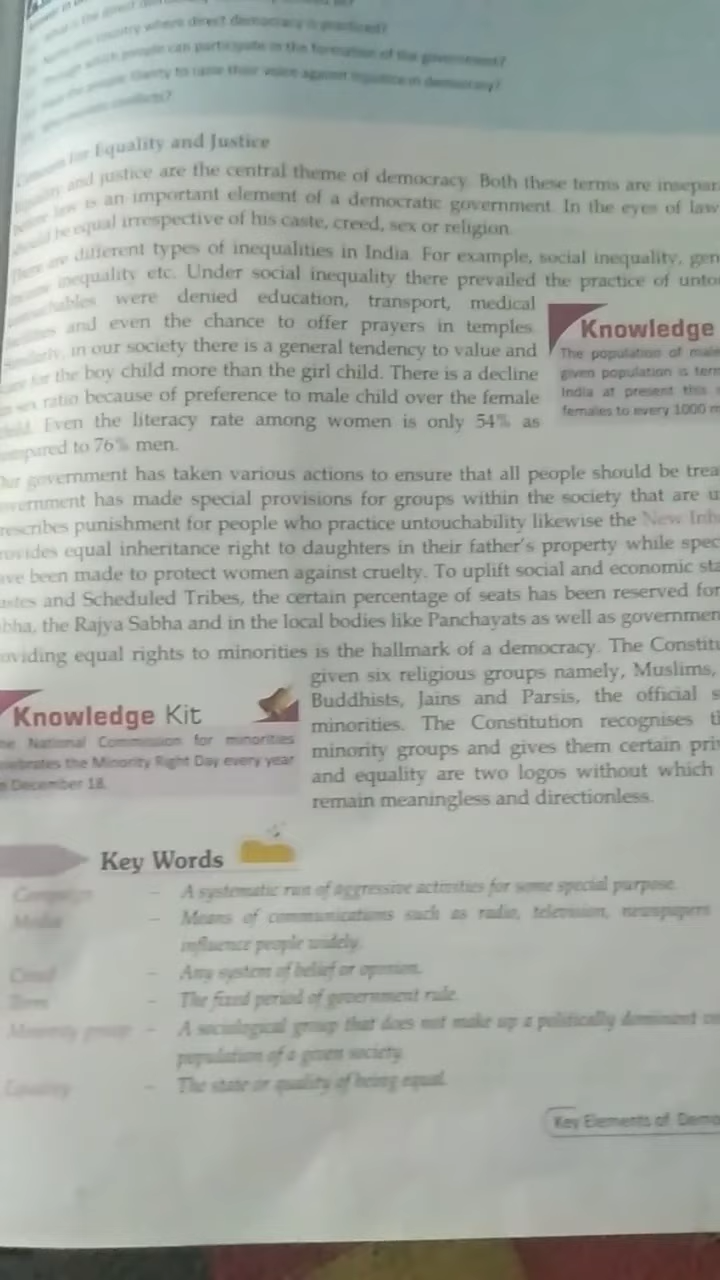 country where direct democracy is practised?
which people can participate in the formation of the government?
to raise their voice against injustice in democracy?
conflicts?
for Equality and Justice
and justice are the central theme of democracy. Both these terms are insepar
law is an important element of a democratic government. In the eyes of law
should be equal irrespective of his caste, creed, sex or religion.
There are different types of inequalities in India. For example, social inequality, gen
inequality etc. Under social inequality there prevailed the practice of unto
were denied education, transport, medical
and even the chance to offer prayers in temples.
Similarly, in our society there is a general tendency to value and
for the boy child more than the girl child. There is a decline
in sex ratio because of preference to male child over the female
child. Even the literacy rate among women is only 54% as
compared to 76% men.
Knowledge
The population of male
given population is term
India at present this
females to every 1000 m
Our government has taken various actions to ensure that all people should be trea
vernment has made special provisions for groups within the society that are u
rescribes punishment for people who practice untouchability likewise the New Inh
rovides equal inheritance right to daughters in their father's property while spec
ve been made to protect women against cruelty. To uplift social and economic sta
astes and Scheduled Tribes, the certain percentage of seats has been reserved for
bha, the Rajya Sabha and in the local bodies like Panchayats as well as governmen
oviding equal rights to minorities is the hallmark of a democracy. The Constitu
given six religious groups namely, Muslims,
Buddhists, Jains and Parsis, the official s
minorities. The Constitution recognises t
minority groups and gives them certain priv
and equality are two logos without which
remain meaningless and directionless.
Knowledge Kit
he National Commission for minorities
elebrates the Minority Right Day every year
n December 18.
Key Words
Campaign – A systematic run of aggressive activities for some special purpose.
Media – Means of communications such as radio, television, newspapers
influence people widely.
Creed – Any system of belief or opinion.
Term – The fixed period of government rule.
Minority group – A sociological group that does not make up a politically dominant vo
population of a given society.
Equality – The state or quality of being equal.
Key Elements of Demo